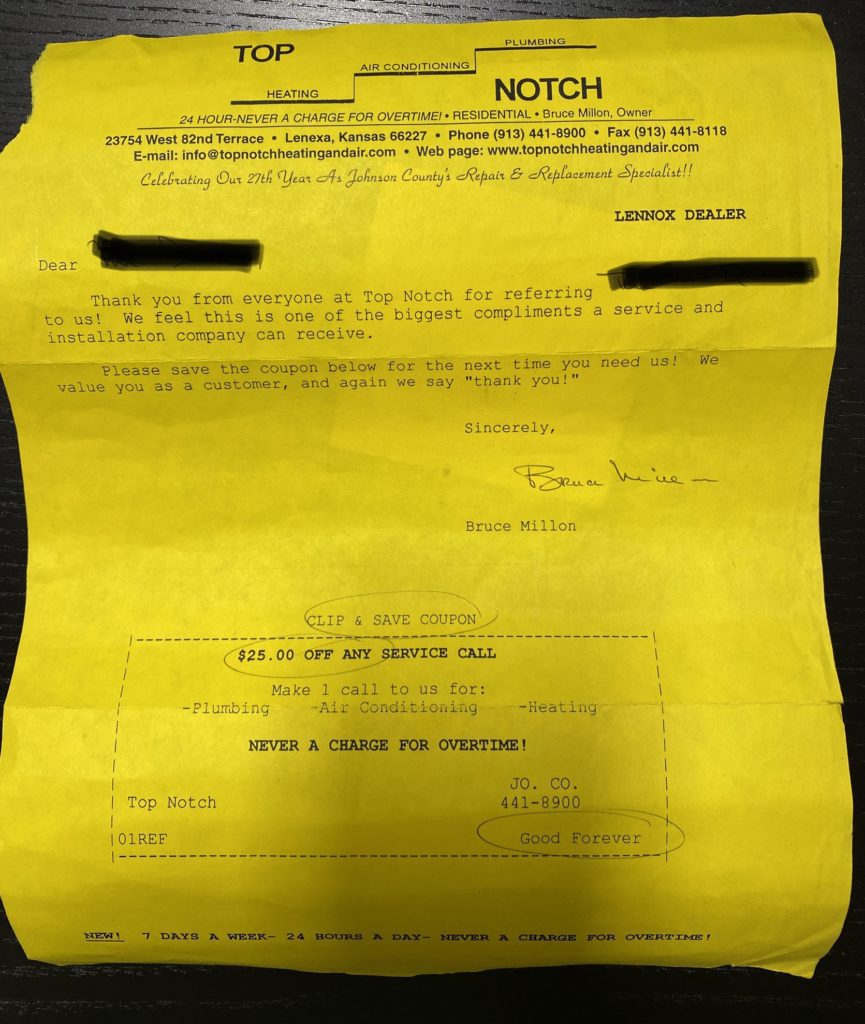 TOP
PLUMBING
AIR CONDITIONING
HEATING
NOTCH
24 HOUR-NEVER A CHARGE FOR OVERTIME! • RESIDENTIAL • Bruce Millon, Owner
23754 West 82nd Terrace • Lenexa, Kansas 66227 • Phone (913) 441-8900 • Fax (913) 441-8118
E-mail: info@topnotchheatingandair.com • Web page: www.topnotchheatingandair.com
Celebrating Our 27th Year As Johnson County's Repair & Replacement Specialist!!
LENNOX DEALER
Dear
Thank you from everyone at Top Notch for referring
to us! We feel this is one of the biggest compliments a service and
installation company can receive.
Please save the coupon below for the next time you need us! We
value you as a customer, and again we say "thank you!"
Sincerely,
Bruce Millon
Bruce Millon
CLIP & SAVE COUPON
$25.00 OFF ANY SERVICE CALL
Make 1 call to us for:
-Plumbing -Air Conditioning -Heating
NEVER A CHARGE FOR OVERTIME!
JO. CO.
Top Notch 441-8900
01REF Good Forever
NEW! 7 DAYS A WEEK- 24 HOURS A DAY- NEVER A CHARGE FOR OVERTIME!